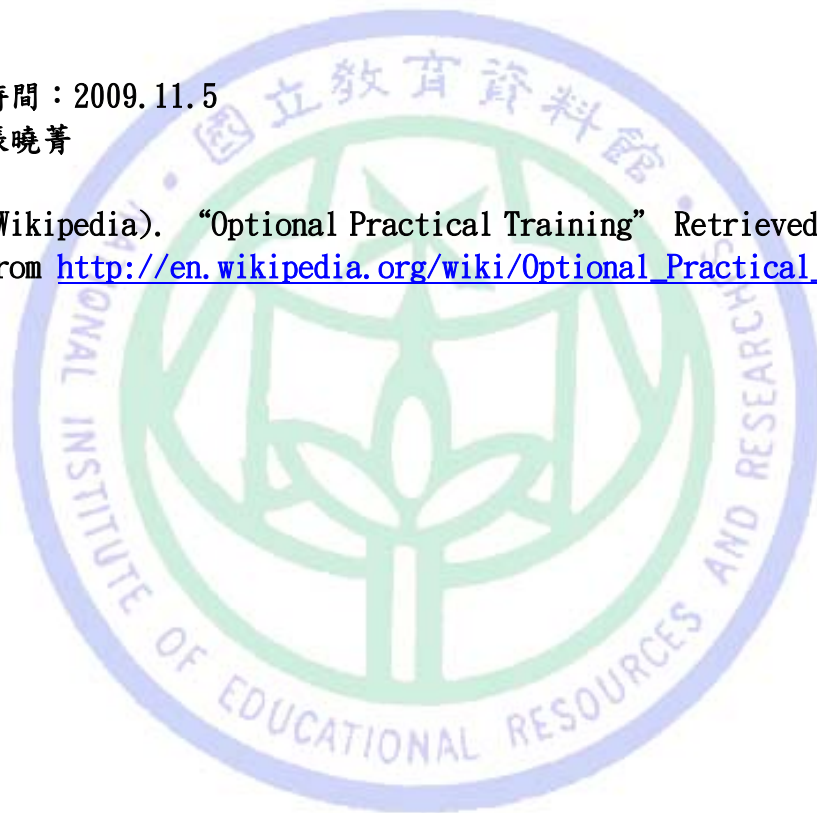 時間：2009.11.5
張曉菁
Wikipedia). “Optional Practical Training” Retrieved
from http://en.wikipedia.org/wiki/Optional_Practical_
・國立教育資料館・
NATIONAL INSTITUTE OF EDUCATIONAL RESOURCES AND RESEARCH